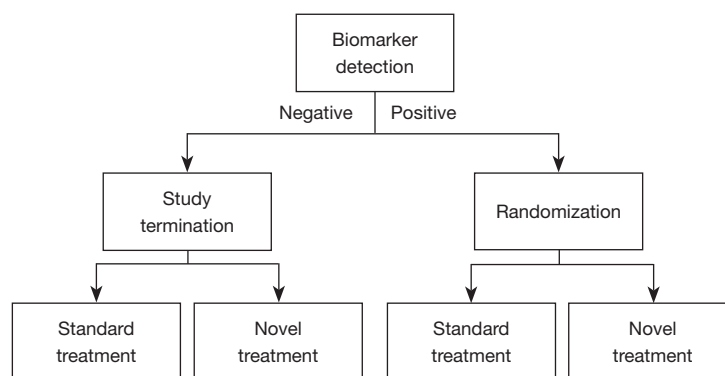 Biomarker
detection
Negative
Positive
Study
termination
Randomization
Standard
treatment
Novel
treatment
Standard
treatment
Novel
treatment